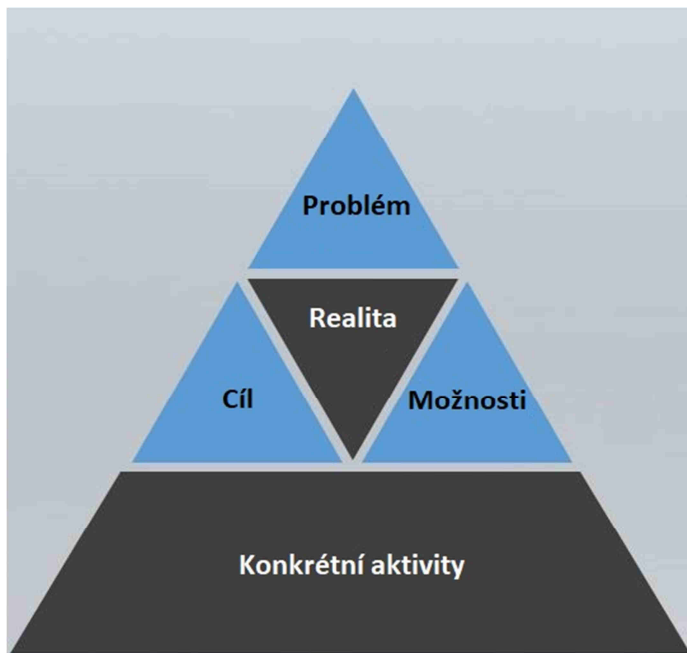 Problém
Realita
Cíl
Možnosti
Konkrétní aktivity